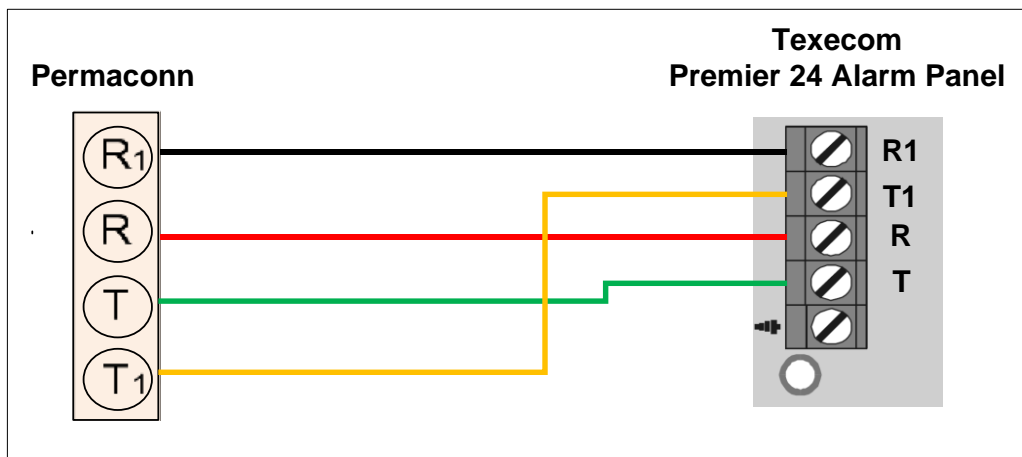 Texecom
Premier 24 Alarm Panel
Permaconn
R1
R
T
T1
R1
T1
R
T